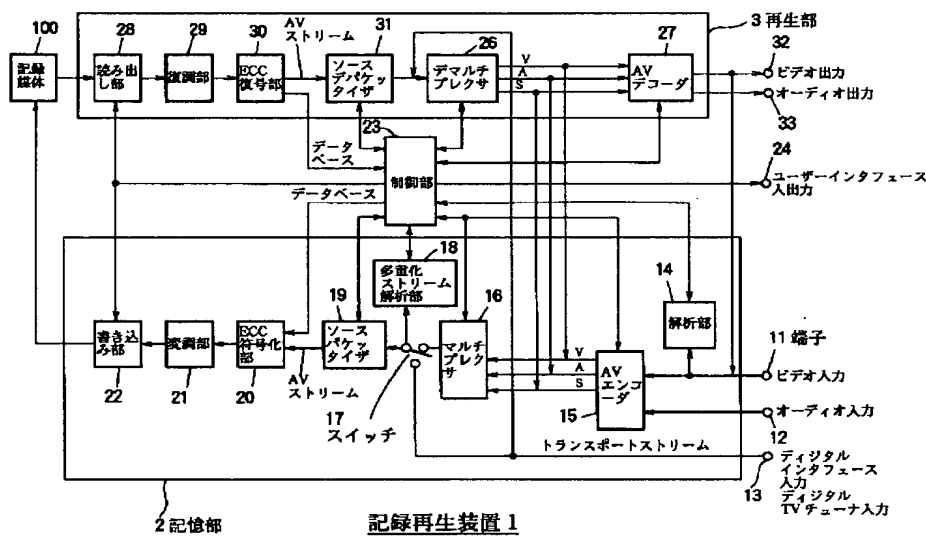 3 再生部
100
記録
媒体
28
読み出
し部
29
復調部
30
ECC
復号部
AV
ストリーム
31
ソース
デパケッ
タイザ
26
デマルチ
プレクサ
V
A
S
27
AV
デコーダ
32
ビデオ出力
オーディオ出力
33
24
ユーザーインタフェース
入出力
23
制御部
データ
ベース
データベース
18
多重化
ストリーム
解析部
14
解析部
11 端子
ビデオ入力
オーディオ入力
12
ディジタル
インタフェース
入力
ディジタル
TVチューナ入力
13
書き込
み部
22
変調部
21
ECC
符号化
部
20
AV
ストリーム
19
ソース
パケッ
タイザ
17
スイッチ
16
マルチ
プレク
サ
V
A
S
AV
エンコ
ーダ
15
トランスポートストリーム
2 記憶部
記録再生装置 1